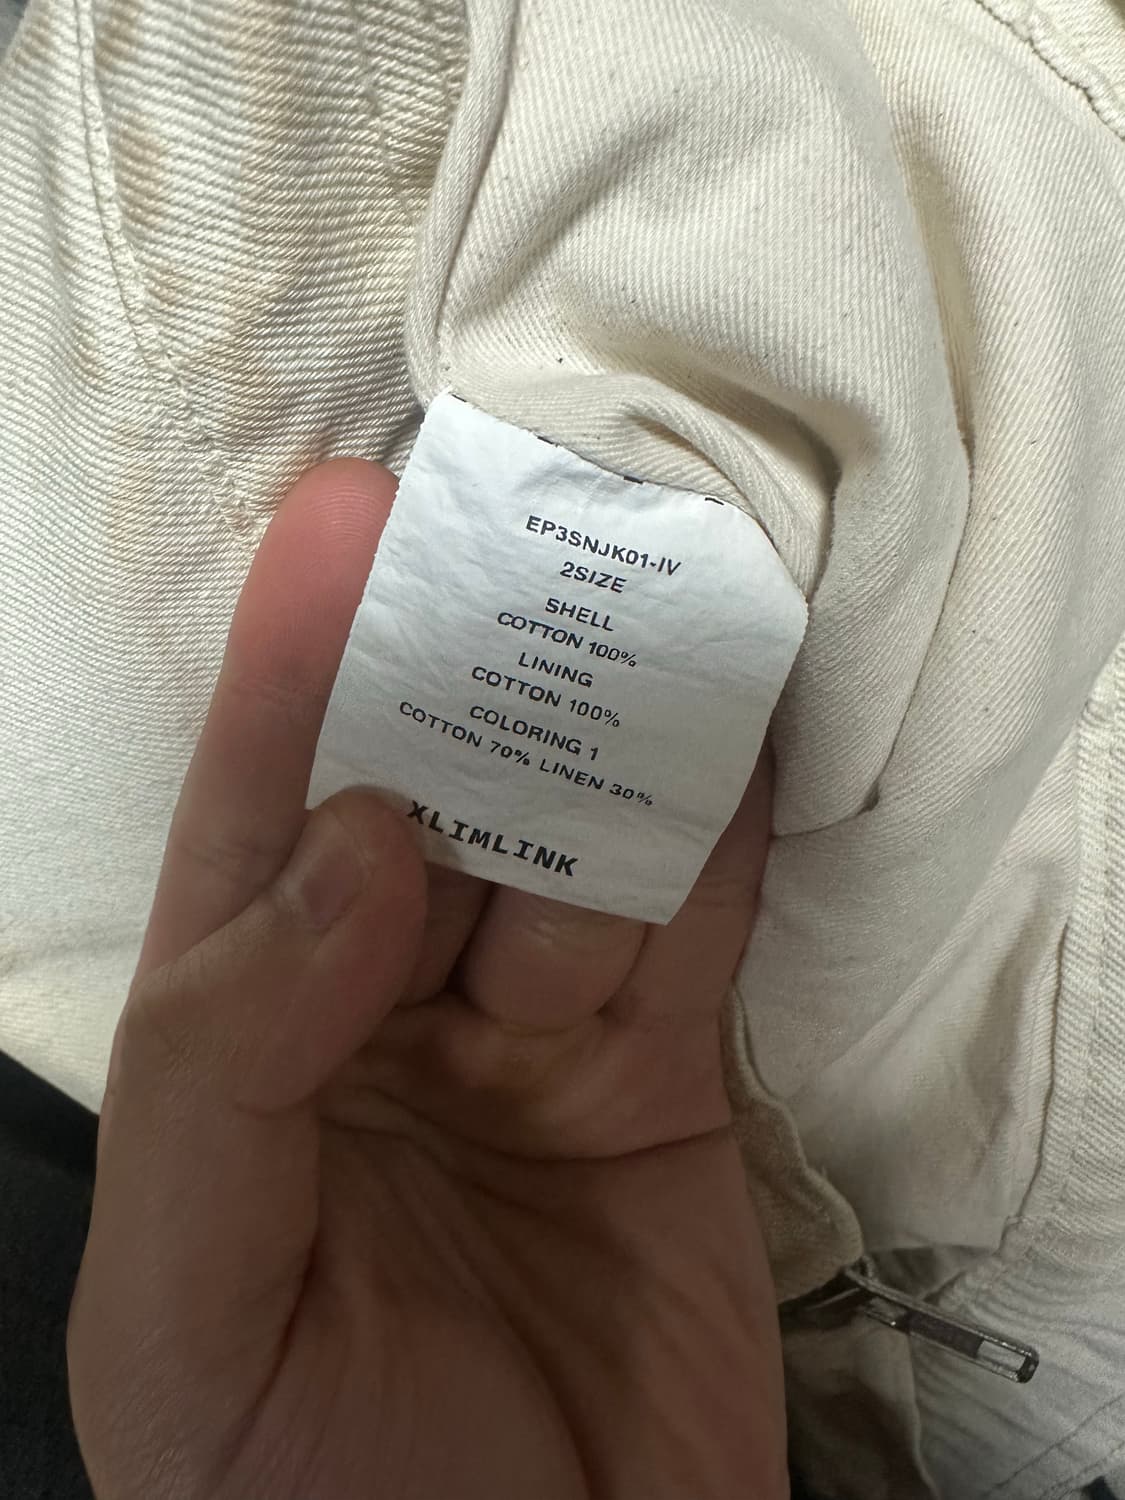 EP3SNJK01-IV
2SIZE
SHELL
COTTON 100%
LINING
COTTON 100%
COLORING 1
COTTON 70% LINEN 30%
XLIMLINK